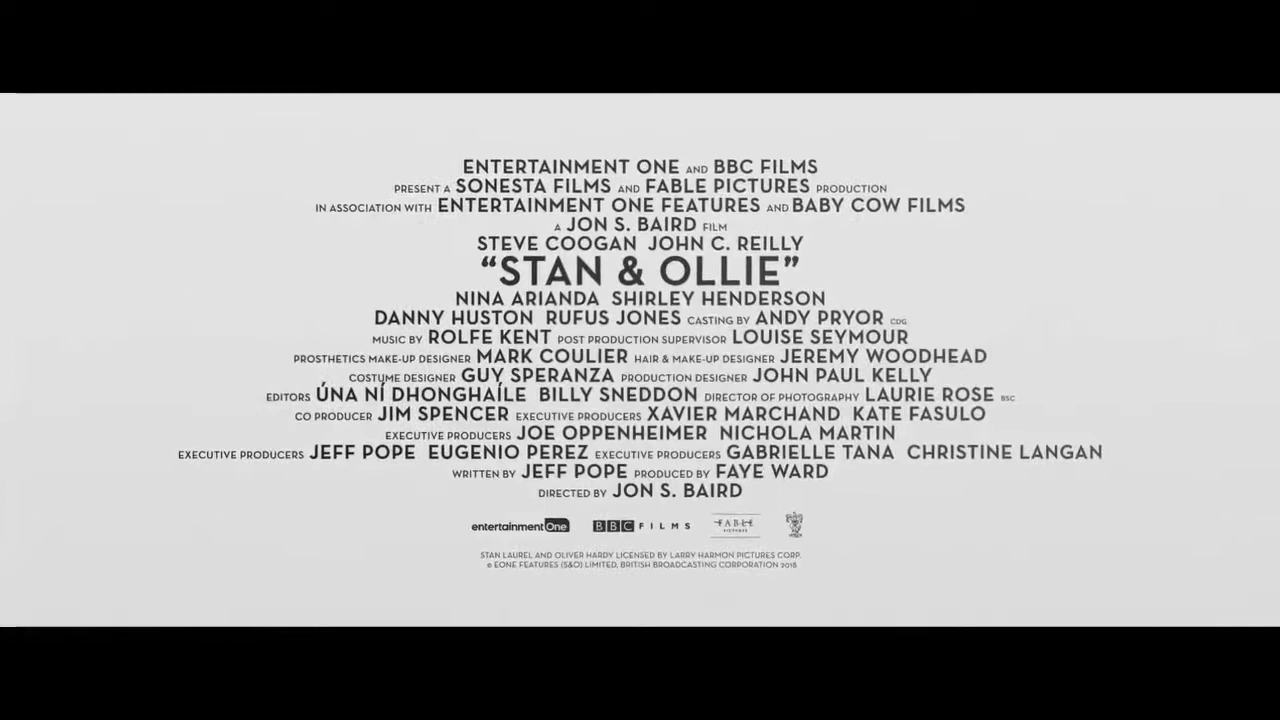 ENTERTAINMENT ONE AND BBC FILMS
PRESENT A SONESTA FILMS AND FABLE PICTURES PRODUCTION
IN ASSOCIATION WITH ENTERTAINMENT ONE FEATURES AND BABY COW FILMS
A JON S. BAIRD FILM
STEVE COOGAN JOHN C. REILLY
“STAN & OLLIE”
NINA ARIANDA SHIRLEY HENDERSON
DANNY HUSTON RUFUS JONES CASTING BY ANDY PRYOR CDG
MUSIC BY ROLFE KENT POST PRODUCTION SUPERVISOR LOUISE SEYMOUR
PROSTHETICS MAKE-UP DESIGNER MARK COULIER HAIR & MAKE-UP DESIGNER JEREMY WOODHEAD
COSTUME DESIGNER GUY SPERANZA PRODUCTION DESIGNER JOHN PAUL KELLY
EDITORS ÚNA NÍ DHONGHAÍLE BILLY SNEDDON DIRECTOR OF PHOTOGRAPHY LAURIE ROSE BSC
CO PRODUCER JIM SPENCER EXECUTIVE PRODUCERS XAVIER MARCHAND KATE FASULO
EXECUTIVE PRODUCERS JOE OPPENHEIMER NICHOLA MARTIN
EXECUTIVE PRODUCERS JEFF POPE EUGENIO PEREZ EXECUTIVE PRODUCERS GABRIELLE TANA CHRISTINE LANGAN
WRITTEN BY JEFF POPE PRODUCED BY FAYE WARD
DIRECTED BY JON S. BAIRD
entertainment One BBC FILMS FABLE PICTURES
STAN LAUREL AND OLIVER HARDY LICENSED BY LARRY HARMON PICTURES CORP.
© EONE FEATURES (S&O) LIMITED, BRITISH BROADCASTING CORPORATION 2018